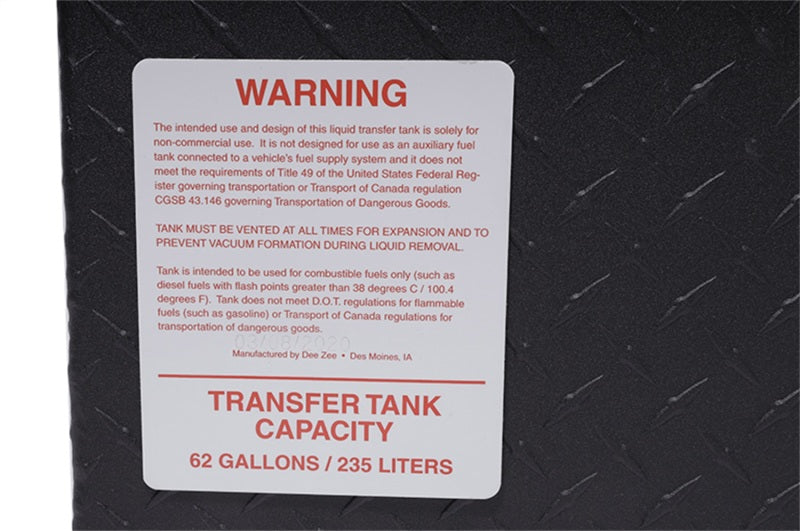 WARNING
The intended use and design of this liquid transfer tank is solely for
non-commercial use.  It is not designed for use as an auxiliary fuel
tank connected to a vehicle's fuel supply system and it does not
meet the requirements of Title 49 of the United States Federal Reg-
ister governing transportation or Transport of Canada regulation
CGSB 43.146 governing Transportation of Dangerous Goods.
TANK MUST BE VENTED AT ALL TIMES FOR EXPANSION AND TO
PREVENT VACUUM FORMATION DURING LIQUID REMOVAL.
Tank is intended to be used for combustible fuels only (such as
diesel fuels with flash points greater than 38 degrees C / 100.4
degrees F).  Tank does not meet D.O.T. regulations for flammable
fuels (such as gasoline) or Transport of Canada regulations for
transportation of dangerous goods.
03/08/2020
Manufactured by Dee Zee • Des Moines, IA
TRANSFER TANK
CAPACITY
62 GALLONS / 235 LITERS